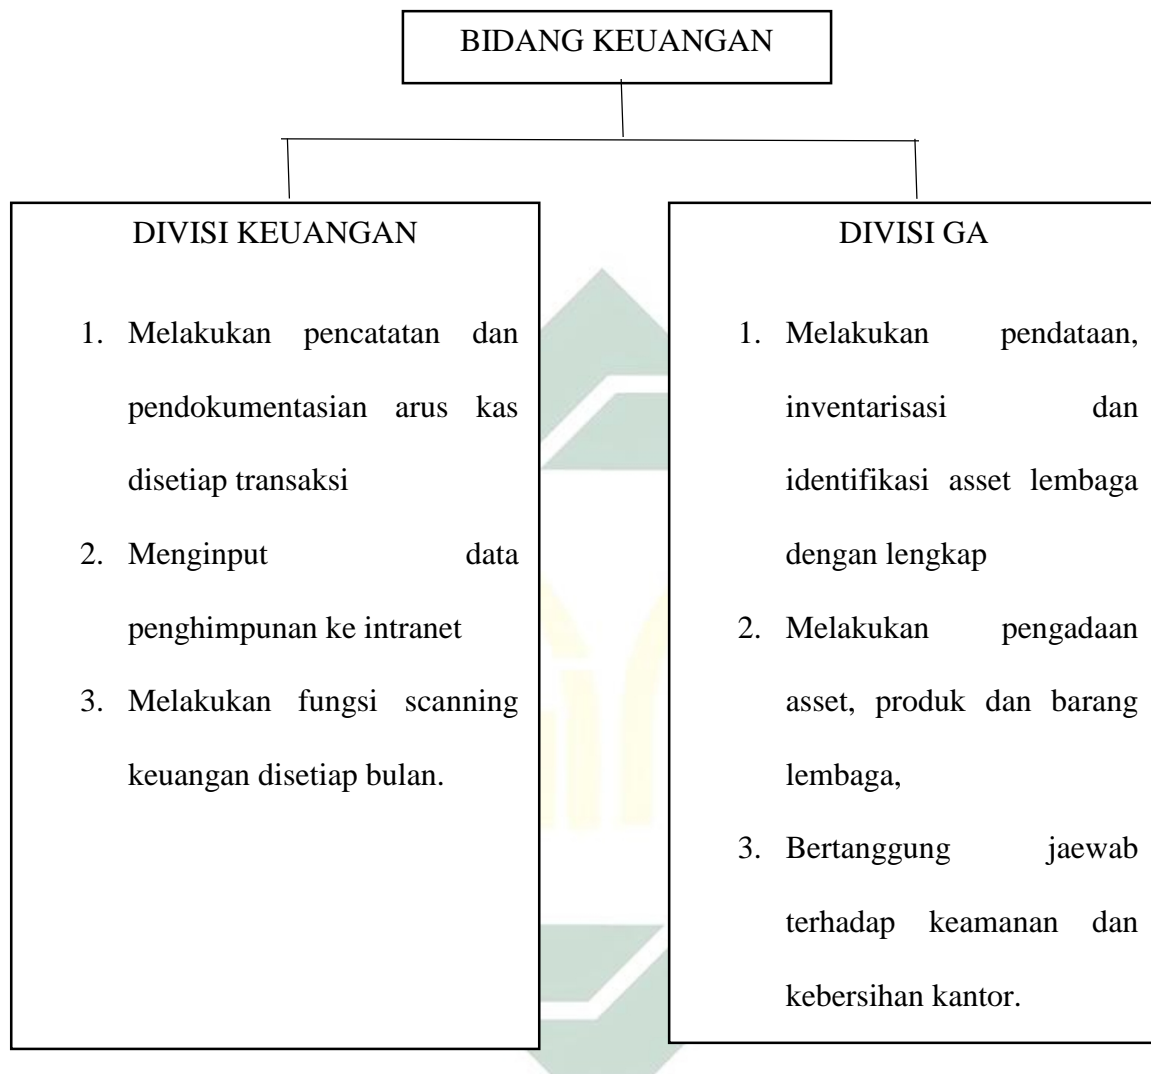 BIDANG KEUANGAN
DIVISI KEUANGAN
1. Melakukan pencatatan dan
pendokumentasian arus kas
disetiap transaksi
2. Menginput data
penghimpunan ke intranet
3. Melakukan fungsi scanning
keuangan disetiap bulan.
DIVISI GA
1. Melakukan pendataan,
inventarisasi dan
identifikasi asset lembaga
dengan lengkap
2. Melakukan pengadaan
asset, produk dan barang
lembaga,
3. Bertanggung jaewab
terhadap keamanan dan
kebersihan kantor.